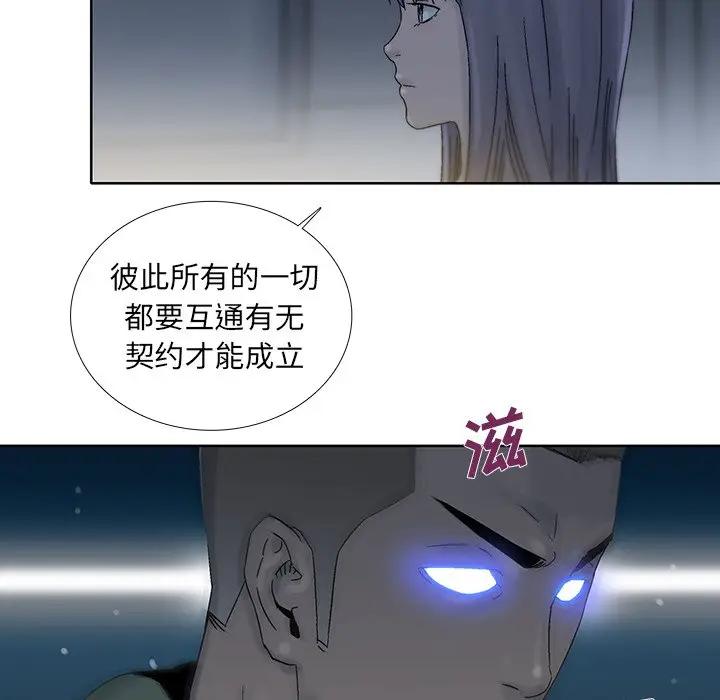 彼此所有的一切
都要互通有无
契约才能成立
滋